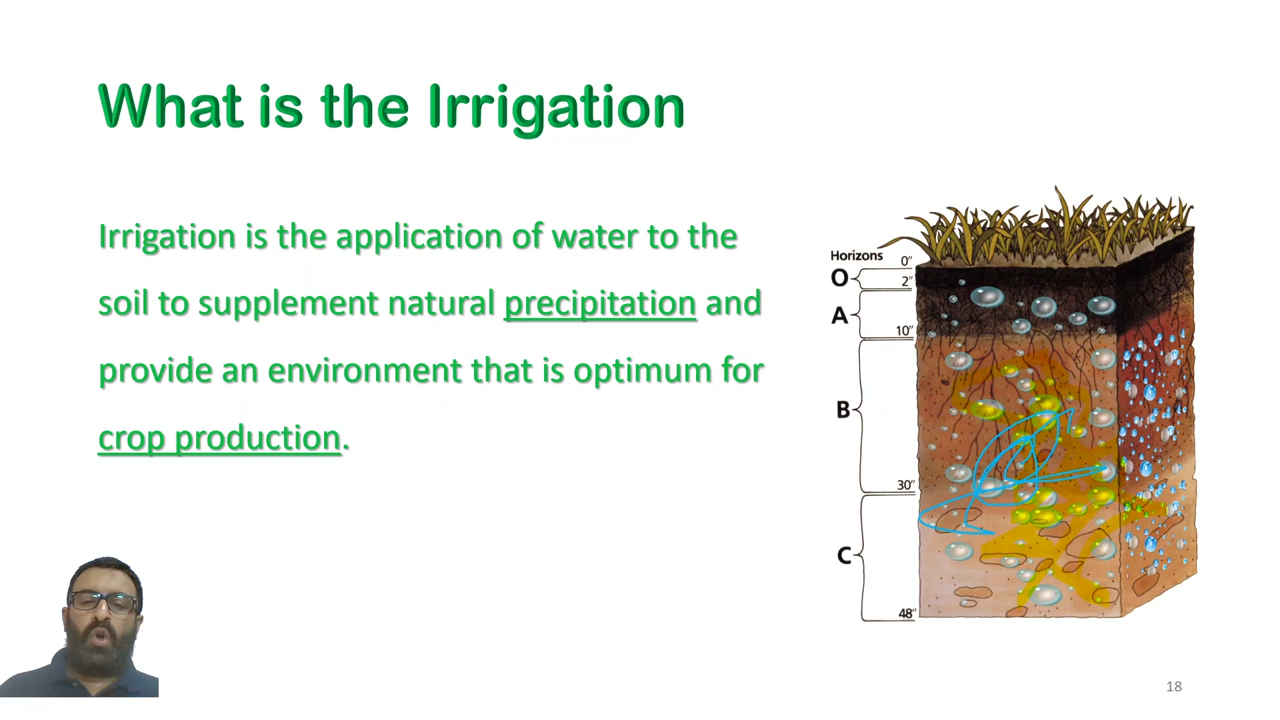 What is the Irrigation
Irrigation is the application of water to the
soil to supplement natural precipitation and
provide an environment that is optimum for
crop production.
Horizons
0"
O
2"
A
10"
B
30"
C
48"
18